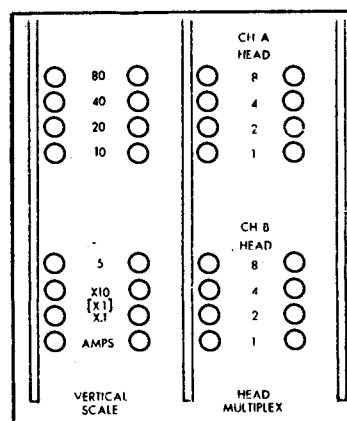 CH A
HEAD
80
40
20
10
8
4
2
1
CH B
HEAD
5
X10
[X1]
X.1
AMPS
8
4
2
1
VERTICAL
SCALE
HEAD
MULTIPLEX